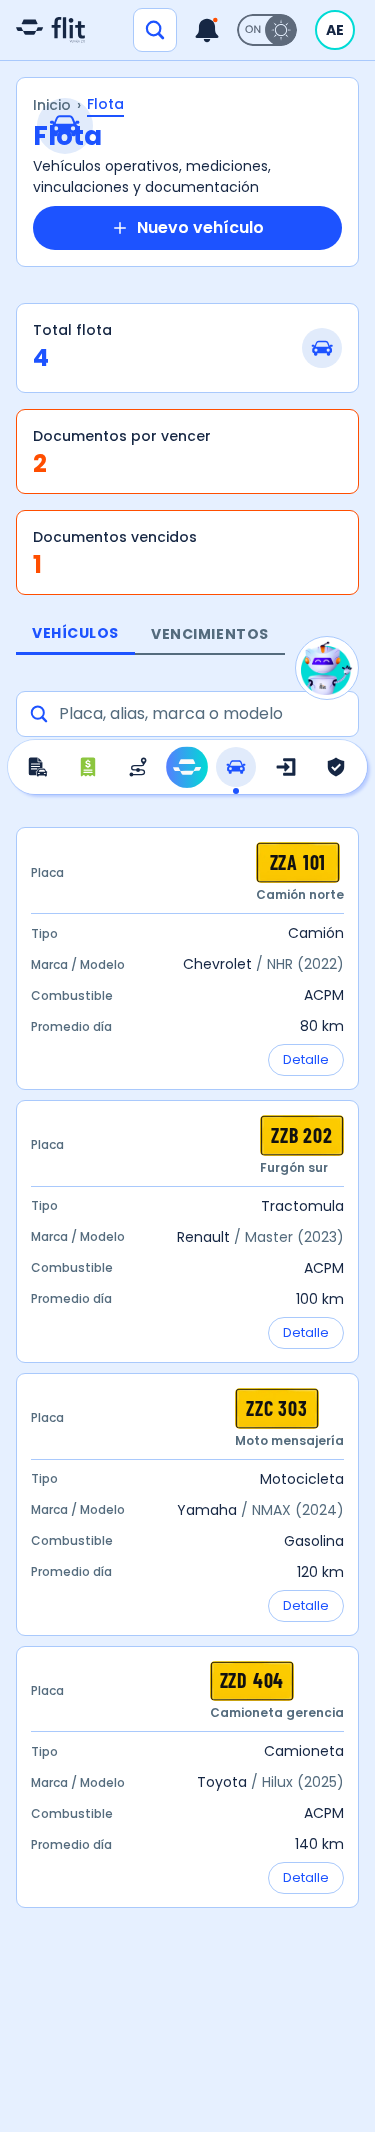 flit
ON
AE
Inicio › Flota
Flota
Vehículos operativos, mediciones,
vinculaciones y documentación
+ Nuevo vehículo
Total flota
4
Documentos por vencer
2
Documentos vencidos
1
VEHÍCULOS VENCIMIENTOS
Placa, alias, marca o modelo
Placa
ZZA 101
Camión norte
Tipo Camión
Marca / Modelo Chevrolet / NHR (2022)
Combustible ACPM
Promedio día 80 km
Detalle
Placa
ZZB 202
Furgón sur
Tipo Tractomula
Marca / Modelo Renault / Master (2023)
Combustible ACPM
Promedio día 100 km
Detalle
Placa
ZZC 303
Moto mensajería
Tipo Motocicleta
Marca / Modelo Yamaha / NMAX (2024)
Combustible Gasolina
Promedio día 120 km
Detalle
Placa
ZZD 404
Camioneta gerencia
Tipo Camioneta
Marca / Modelo Toyota / Hilux (2025)
Combustible ACPM
Promedio día 140 km
Detalle